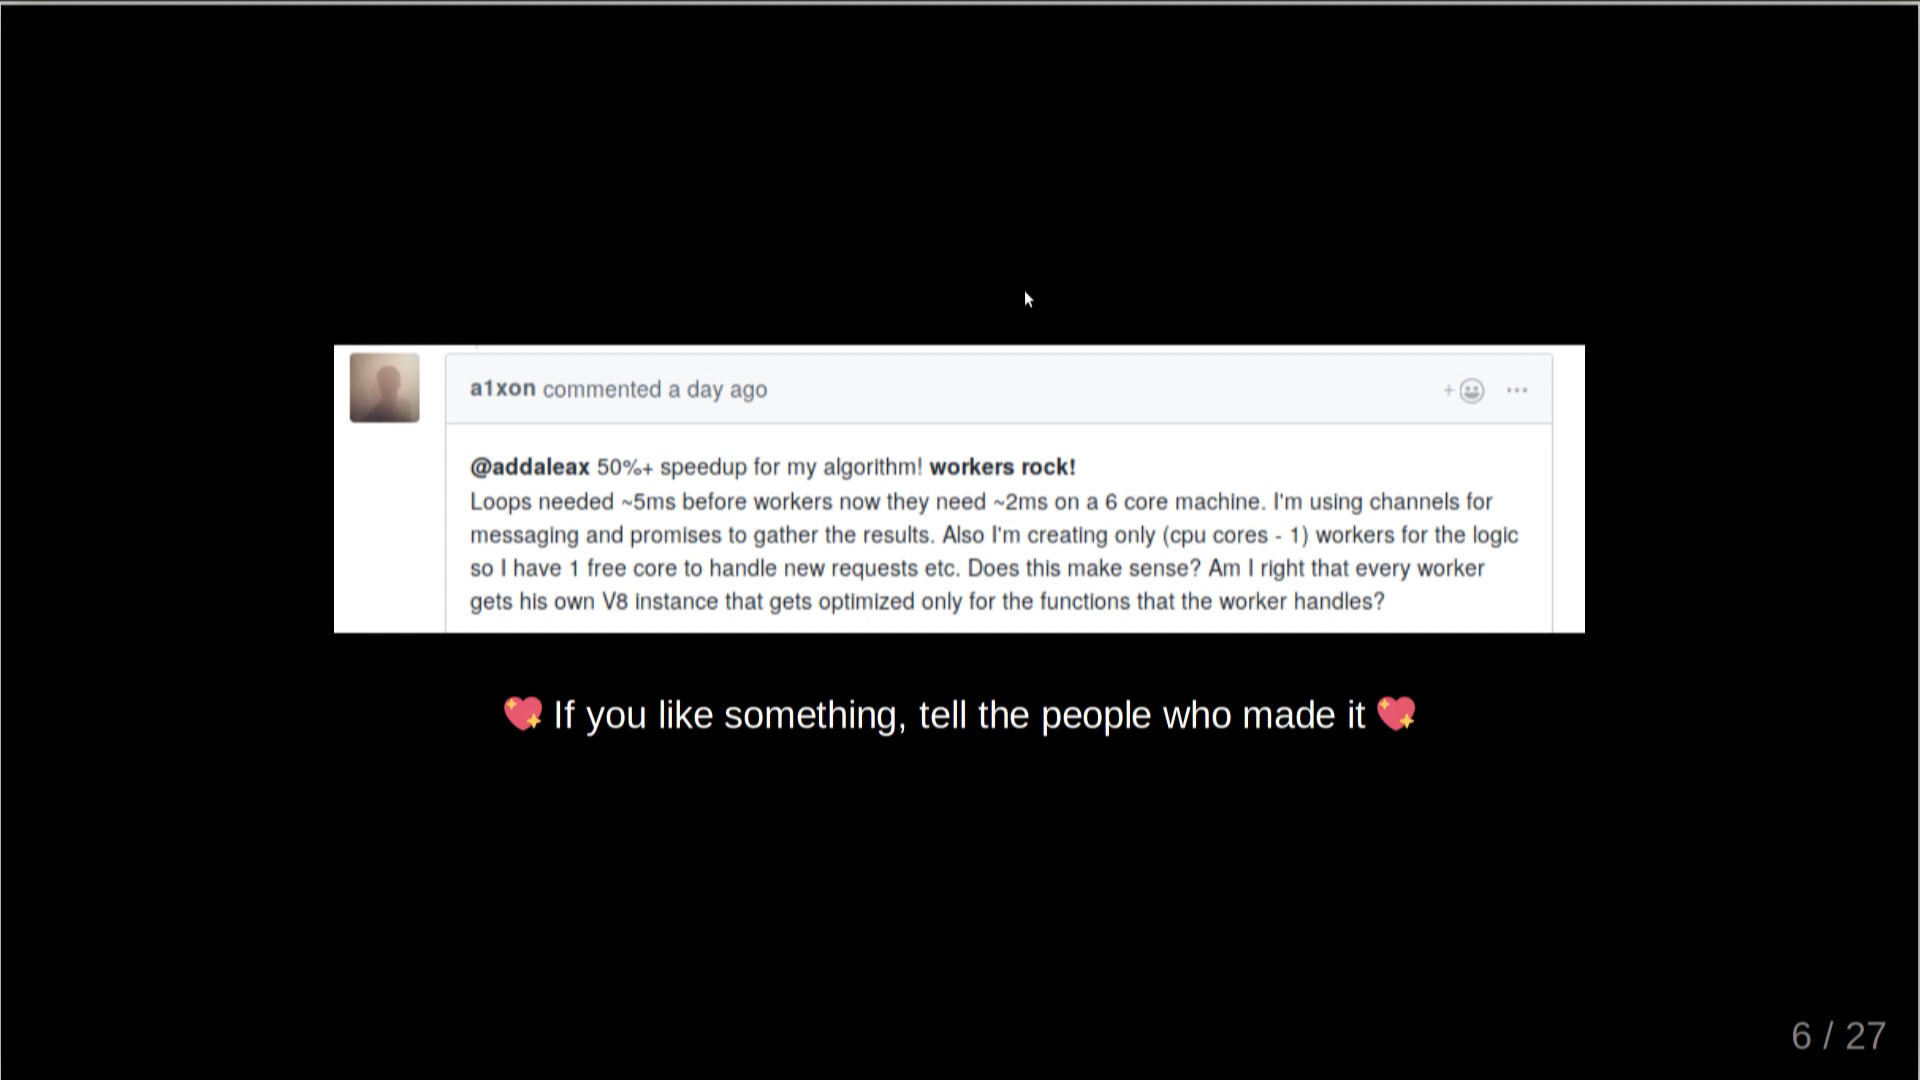 a1xon commented a day ago
@addaleax 50%+ speedup for my algorithm! workers rock!
Loops needed ~5ms before workers now they need ~2ms on a 6 core machine. I'm using channels for
messaging and promises to gather the results. Also I'm creating only (cpu cores - 1) workers for the logic
so I have 1 free core to handle new requests etc. Does this make sense? Am I right that every worker
gets his own V8 instance that gets optimized only for the functions that the worker handles?
💖 If you like something, tell the people who made it 💖
6 / 27